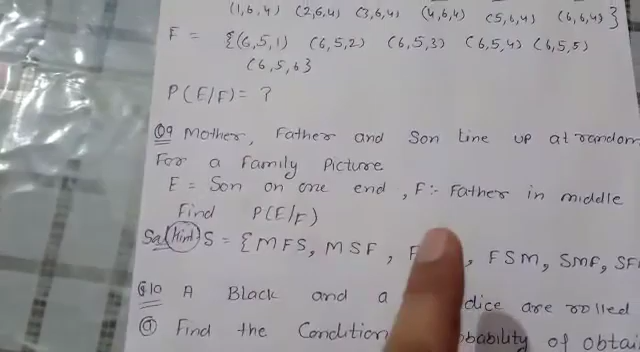 (1,6,4) (2,6,4) (3,6,4) (4,6,4) (5,6,4) (6,6,4)}
F = {(6,5,1) (6,5,2) (6,5,3) (6,5,4) (6,5,5)
(6,5,6}
P(E/F) = ?
Q9 Mother, Father and Son line up at random
For a Family Picture
E = Son on one end, F:- Father in middle
Find P(E/F)
Sol (Hint) S = {MFS, MSF, FSM, SMF, SF
Q10 A Black and a dice are rolled
Find the of